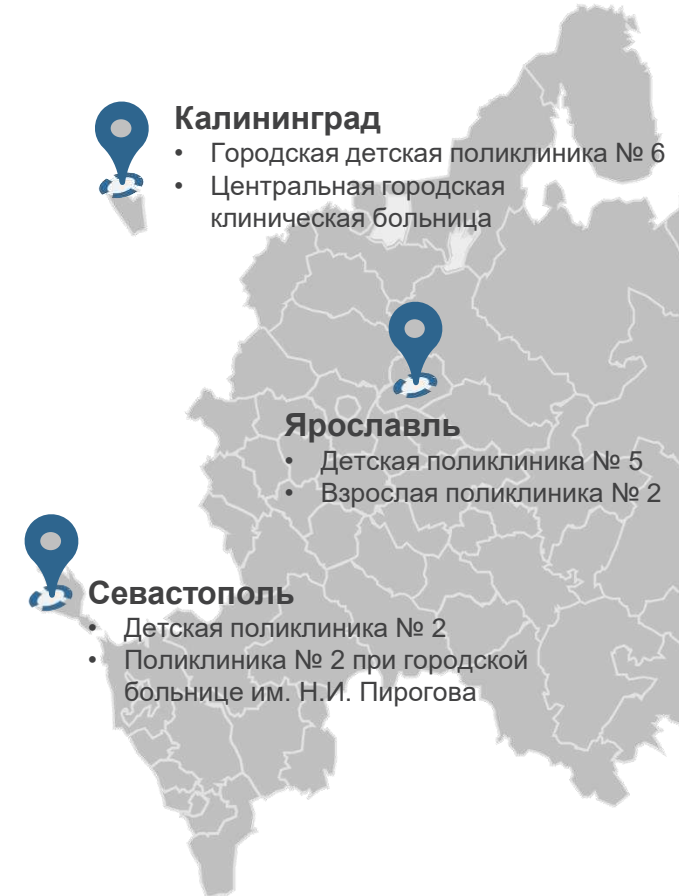 Калининград
• Городская детская поликлиника № 6
• Центральная городская
клиническая больница
Ярославль
• Детская поликлиника № 5
• Взрослая поликлиника № 2
Севастополь
• Детская поликлиника № 2
• Поликлиника № 2 при городской
больнице им. Н.И. Пирогова